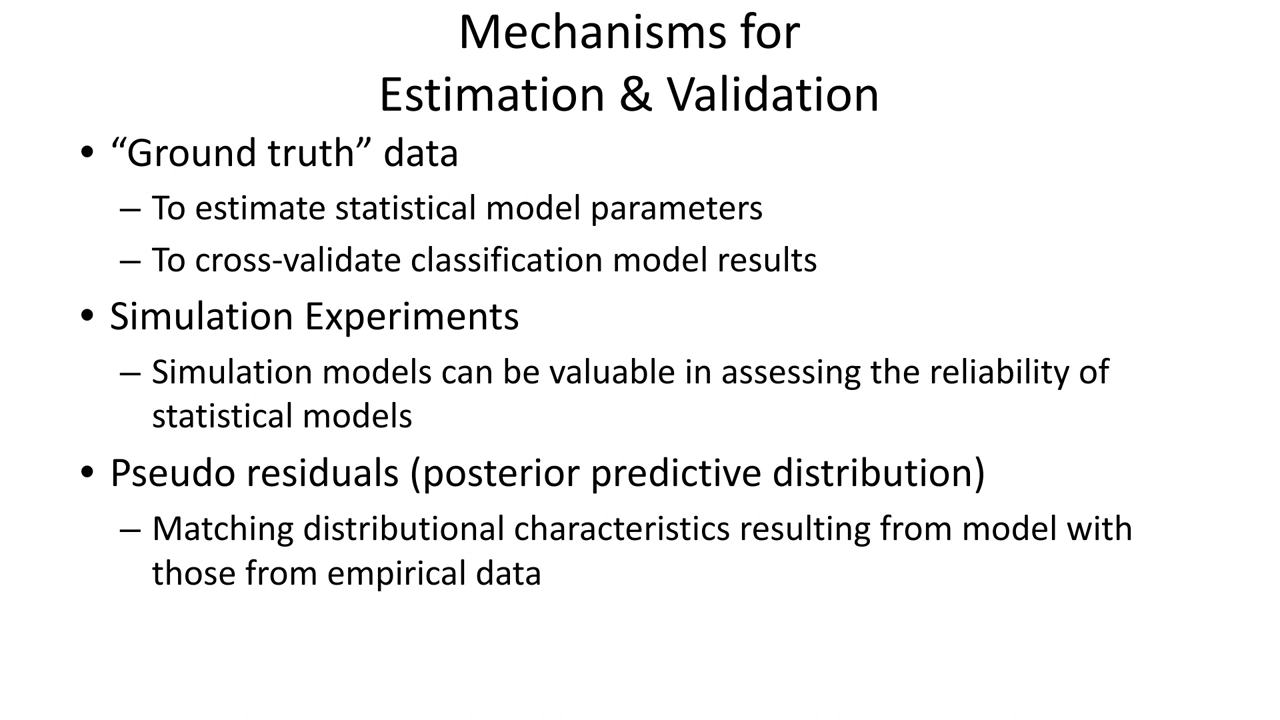 Mechanisms for
Estimation & Validation
• “Ground truth” data
– To estimate statistical model parameters
– To cross-validate classification model results
• Simulation Experiments
– Simulation models can be valuable in assessing the reliability of
statistical models
• Pseudo residuals (posterior predictive distribution)
– Matching distributional characteristics resulting from model with
those from empirical data